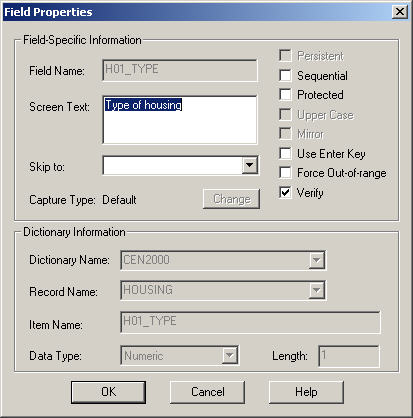 Field Properties
Field-Specific Information
Field Name: H01_TYPE
Screen Text: Type of housing
Skip to:
Capture Type: Default Change
Persistent
Sequential
Protected
Upper Case
Mirror
Use Enter Key
Force Out-of-range
Verify
Dictionary Information
Dictionary Name: CEN2000
Record Name: HOUSING
Item Name: H01_TYPE
Data Type: Numeric Length: 1
OK Cancel Help